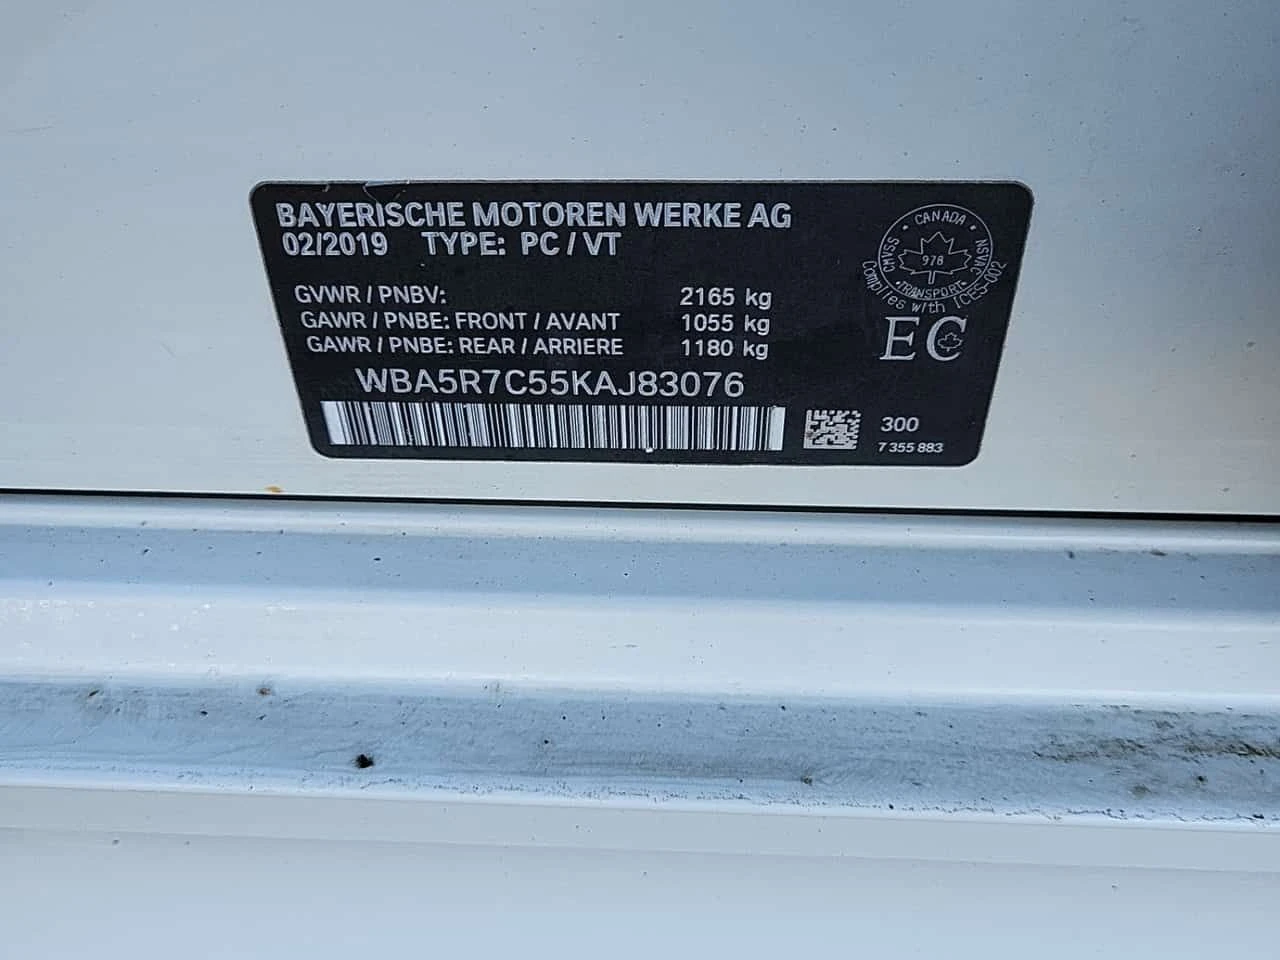 BAYERISCHE MOTOREN WERKE AG
02/2019 TYPE: PC / VT
GVWR / PNBV: 2165 kg
GAWR / PNBE: FRONT / AVANT 1055 kg
GAWR / PNBE: REAR / ARRIERE 1180 kg
WBA5R7C55KAJ83076
CANADA
CMVSS
NSVAC
978
TRANSPORT
Complies with ICES-002
EC
300
7 355 883